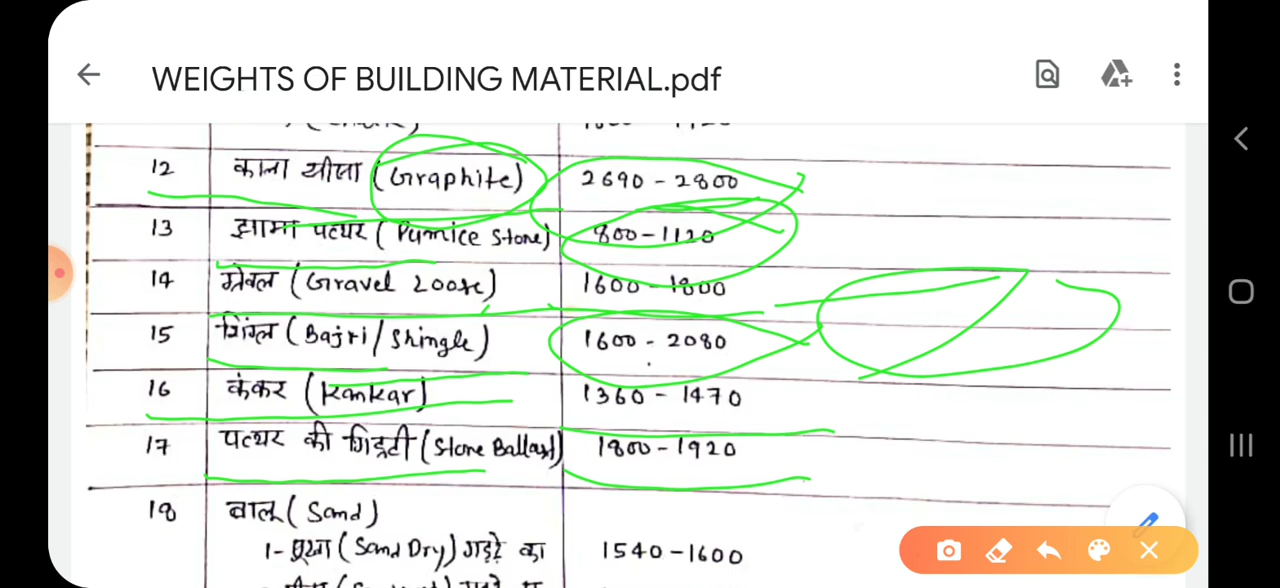 WEIGHTS OF BUILDING MATERIAL.pdf
12 काला सीसा (Graphite) 2690 - 2800
13 झामा पत्थर (Pumice Stone) 800 - 1120
14 ग्रेवल (Gravel Loose) 1600 - 1800
15 शिंगल (Bajri/Shingle) 1600 - 2080
16 कंकर (Kankar) 1360 - 1470
17 पत्थर की गिट्टी (Stone Ballast) 1800 - 1920
18 बालू (Sand)
1- सूखा (Sand Dry) गड्ढे का 1540 - 1600